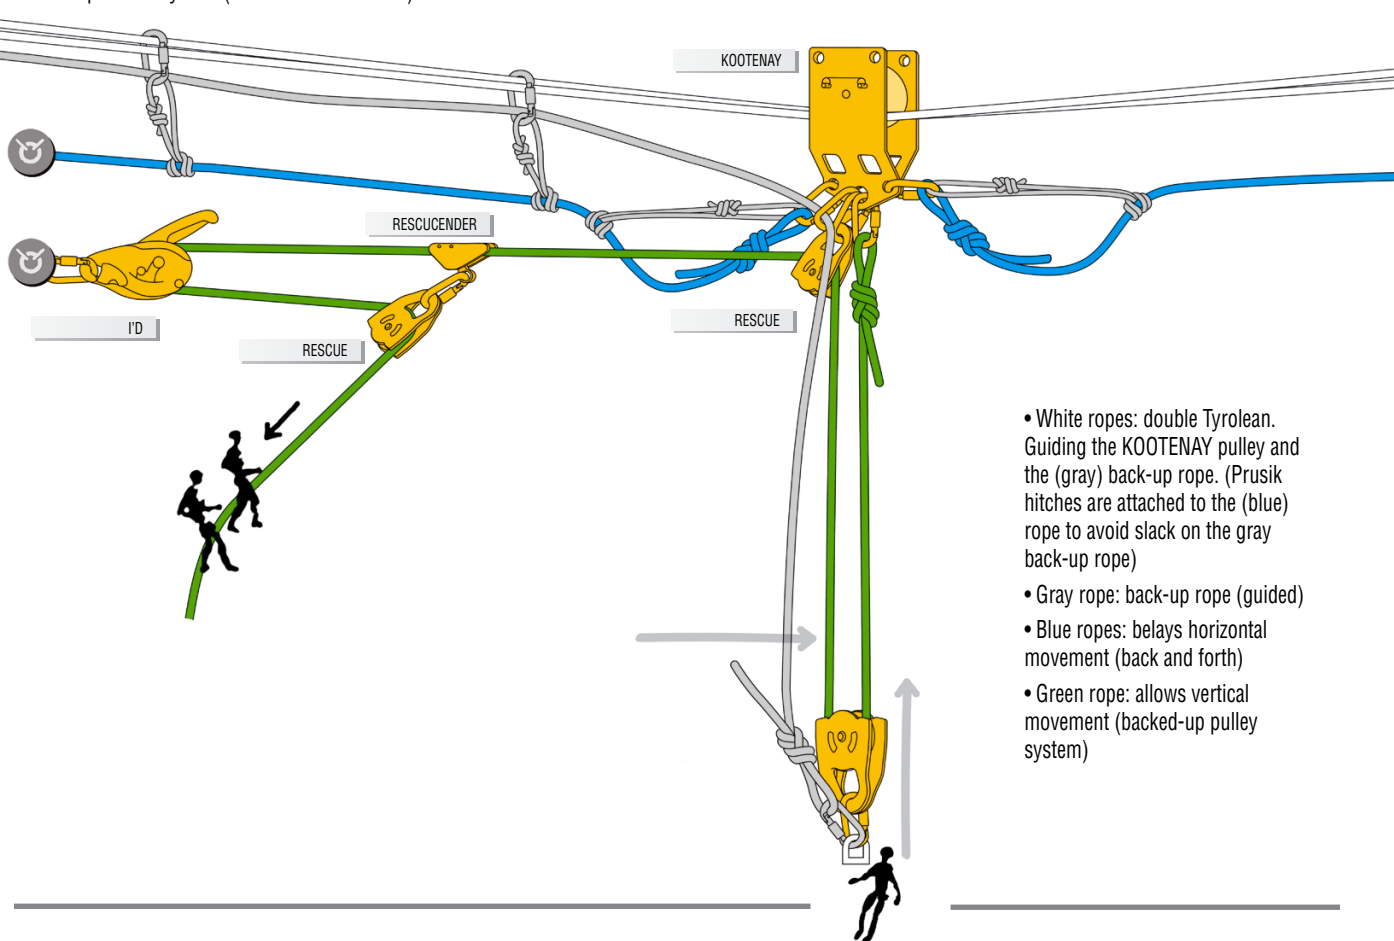 KOOTENAY
RESCUCENDER
I'D
RESCUE
RESCUE
• White ropes: double Tyrolean.
Guiding the KOOTENAY pulley and
the (gray) back-up rope. (Prusik
hitches are attached to the (blue)
rope to avoid slack on the gray
back-up rope)
• Gray rope: back-up rope (guided)
• Blue ropes: belays horizontal
movement (back and forth)
• Green rope: allows vertical
movement (backed-up pulley
system)